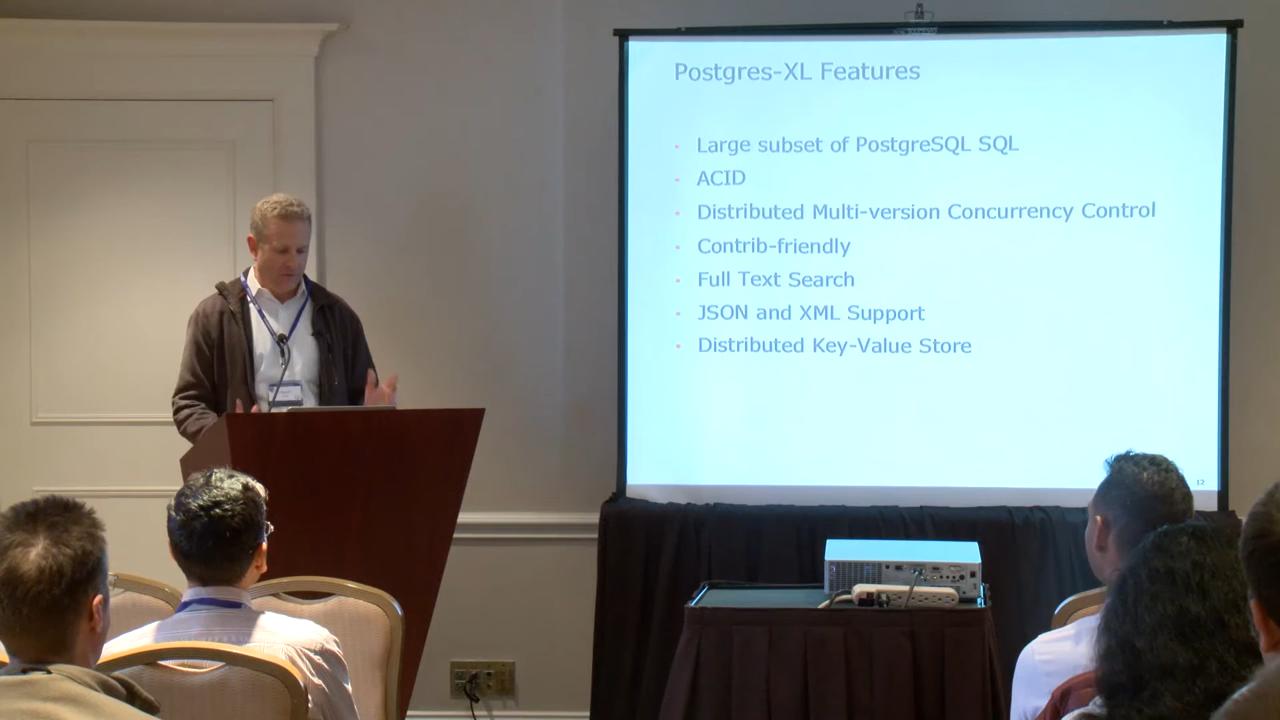 Postgres-XL Features
Large subset of PostgreSQL SQL
ACID
Distributed Multi-version Concurrency Control
Contrib-friendly
Full Text Search
JSON and XML Support
Distributed Key-Value Store
12